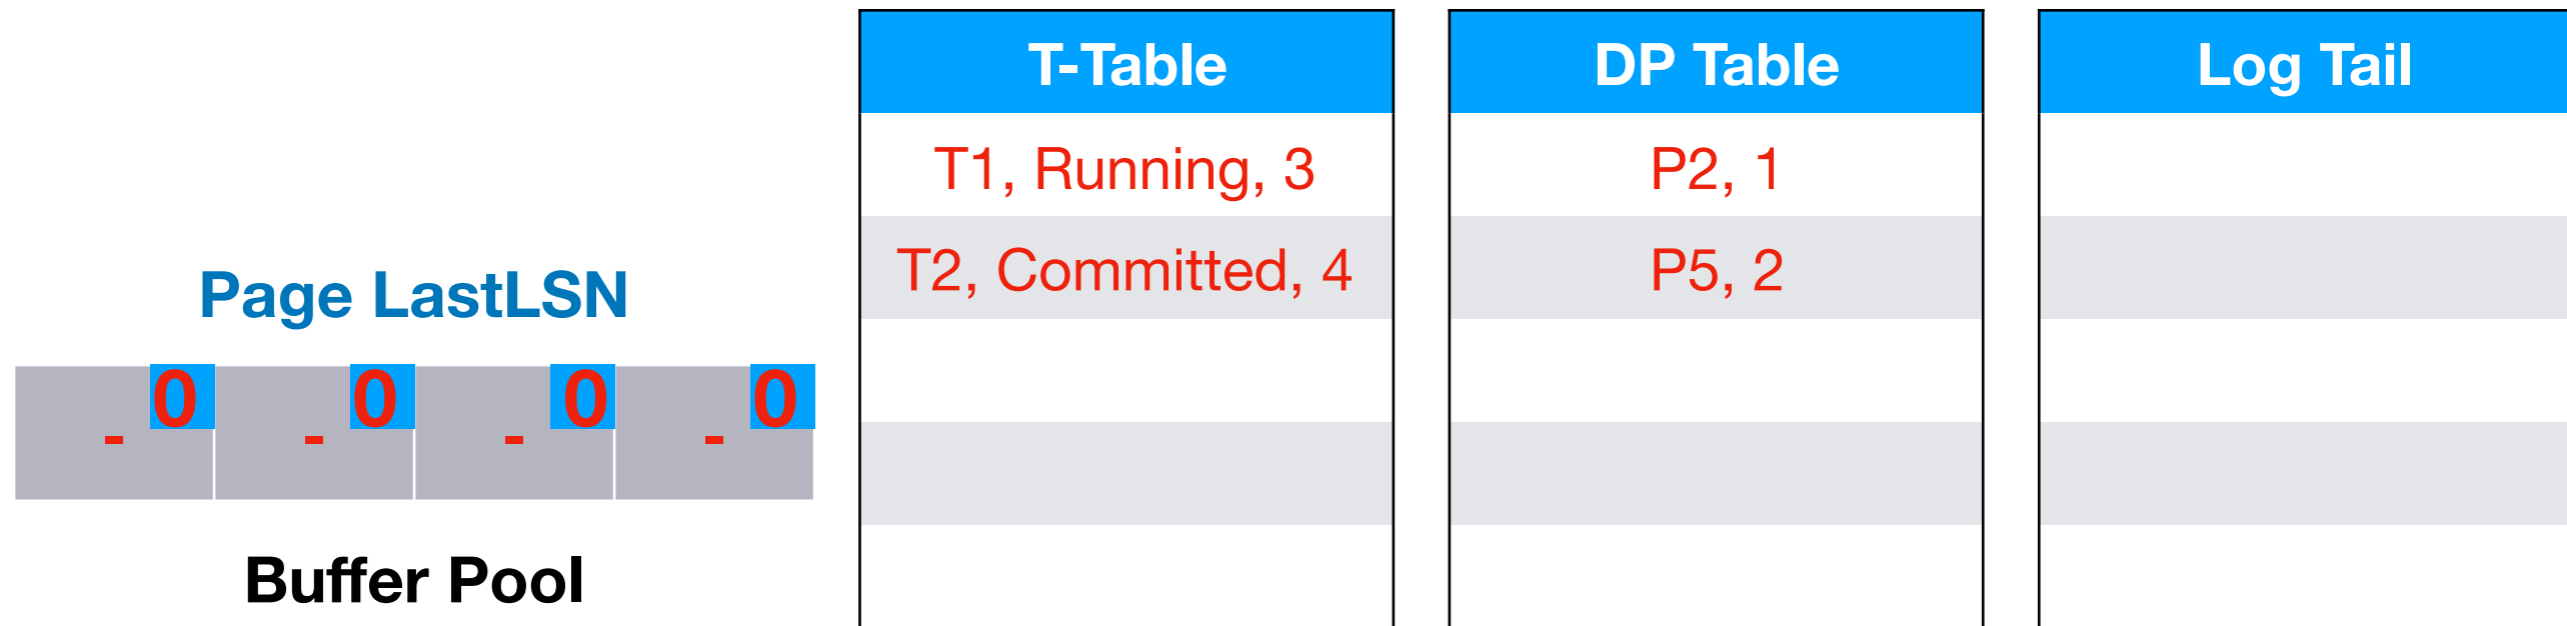 T-Table
DP Table
Log Tail
T1, Running, 3
P2, 1
T2, Committed, 4
P5, 2
Page LastLSN
0 0 0 0
- - - -
Buffer Pool